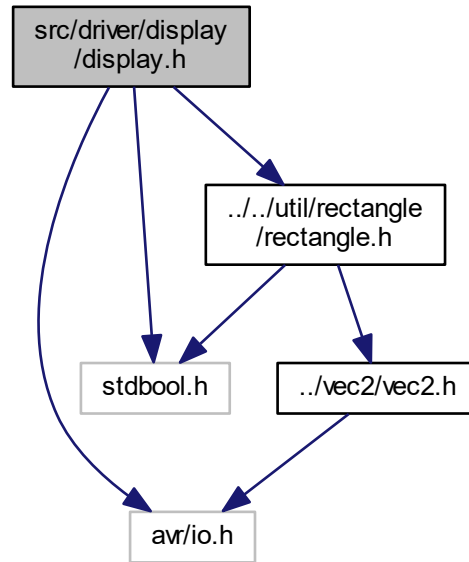 src/driver/display
/display.h
../../util/rectangle
/rectangle.h
stdbool.h
../vec2/vec2.h
avr/io.h